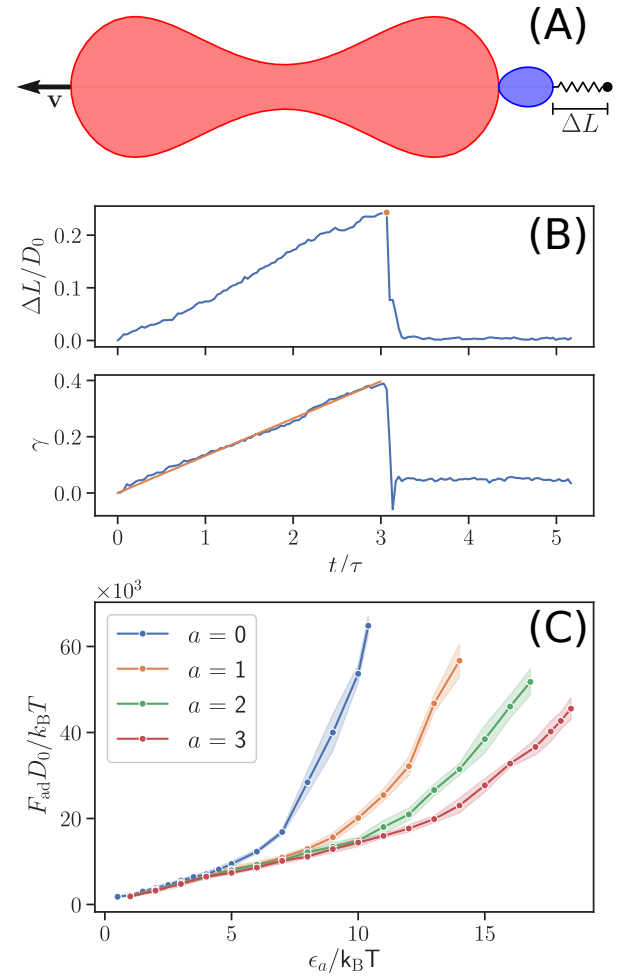 (A)
v
ΔL
(B)
ΔL/D₀
0.2
0.1
0.0
γ
0.4
0.2
0.0
0 1 2 3 4 5
t/τ
×10³
(C)
a = 0
a = 1
a = 2
a = 3
F_ad D₀/k_BT
60
40
20
0
0 5 10 15
ϵₐ/k_BT